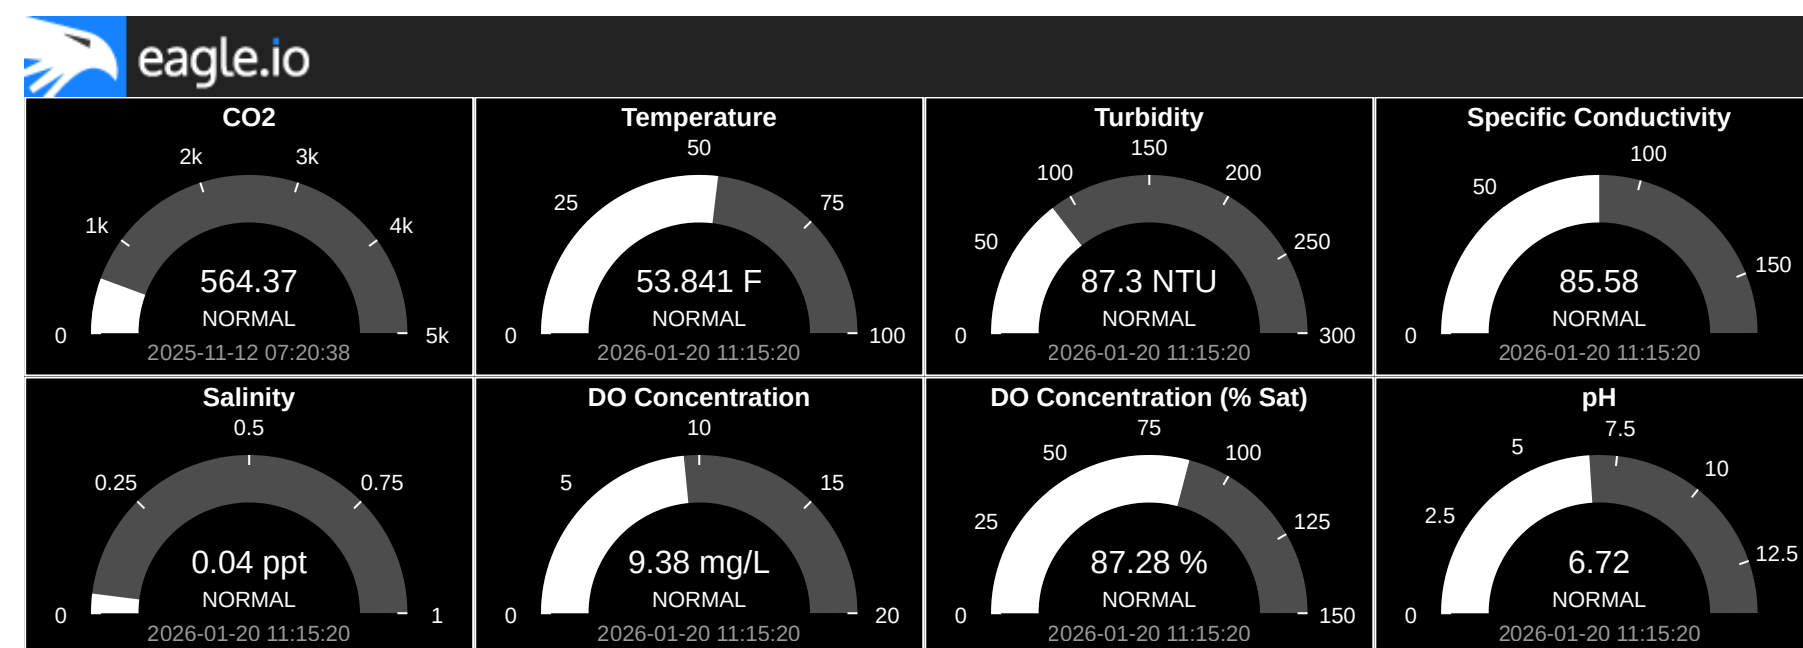 eagle.io
CO2
0
1k
2k
3k
4k
5k
564.37
NORMAL
2025-11-12 07:20:38
Temperature
0
25
50
75
100
53.841 F
NORMAL
2026-01-20 11:15:20
Turbidity
0
50
100
150
200
250
300
87.3 NTU
NORMAL
2026-01-20 11:15:20
Specific Conductivity
0
50
100
150
85.58
NORMAL
2026-01-20 11:15:20
Salinity
0
0.25
0.5
0.75
1
0.04 ppt
NORMAL
2026-01-20 11:15:20
DO Concentration
0
5
10
15
20
9.38 mg/L
NORMAL
2026-01-20 11:15:20
DO Concentration (% Sat)
0
25
50
75
100
125
150
87.28 %
NORMAL
2026-01-20 11:15:20
pH
0
2.5
5
7.5
10
12.5
6.72
NORMAL
2026-01-20 11:15:20